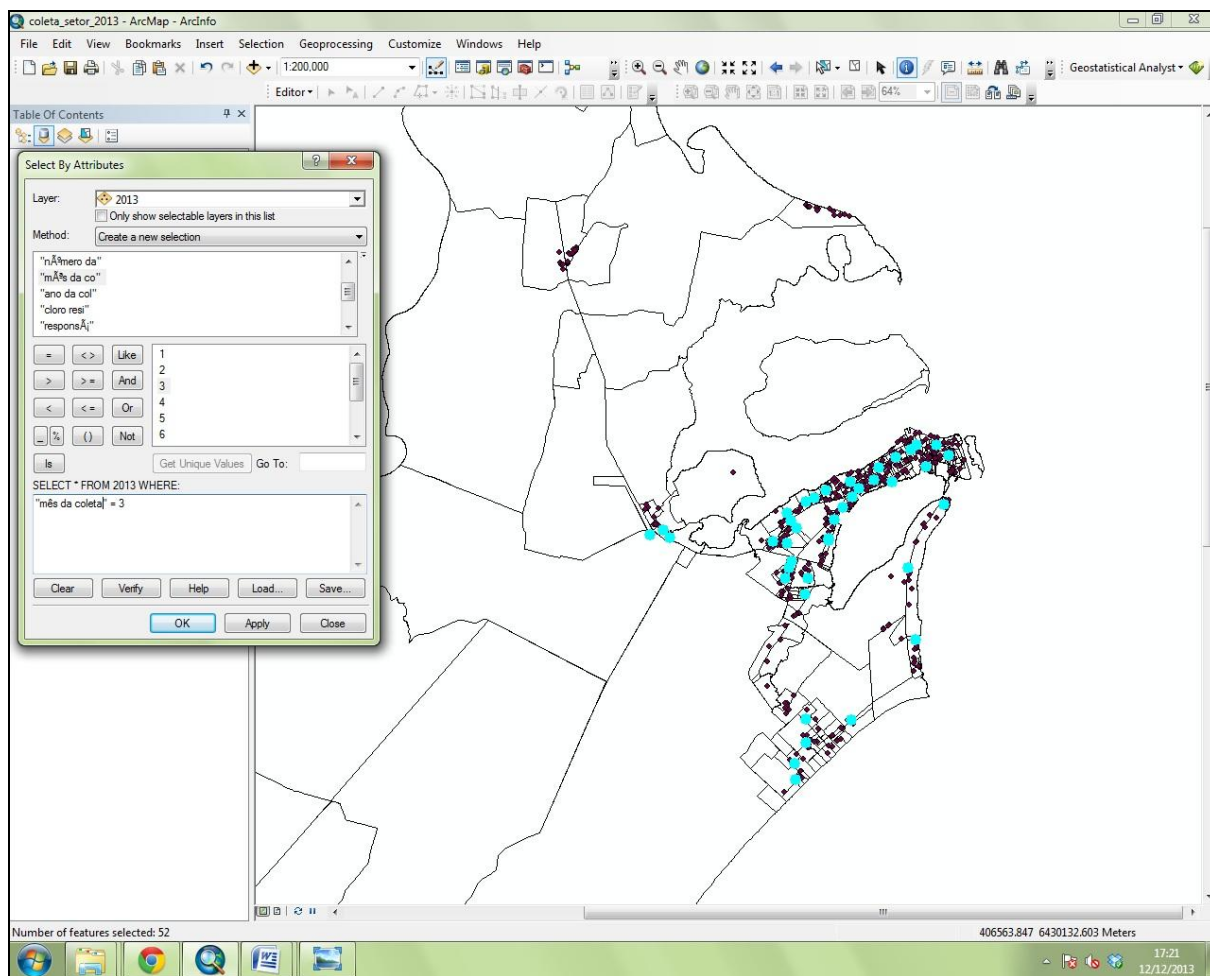 coleta_setor_2013 - ArcMap - ArcInfo
File Edit View Bookmarks Insert Selection Geoprocessing Customize Windows Help
1:200,000
Geostatistical Analyst
Editor
64%
Table Of Contents
Select By Attributes
Layer: 2013
Only show selectable layers in this list
Method: Create a new selection
"nÃºmero da"
"mÃªs da co"
"ano da col"
"cloro resi"
"responsÃ¡"
= <> Like
> >= And
< <= Or
_ % () Not
Is
1
2
3
4
5
6
Get Unique Values Go To:
SELECT * FROM 2013 WHERE:
"mês da coleta" = 3
Clear Verify Help Load... Save...
OK Apply Close
Number of features selected: 52
406563.847 6430132.603 Meters
17:21
12/12/2013